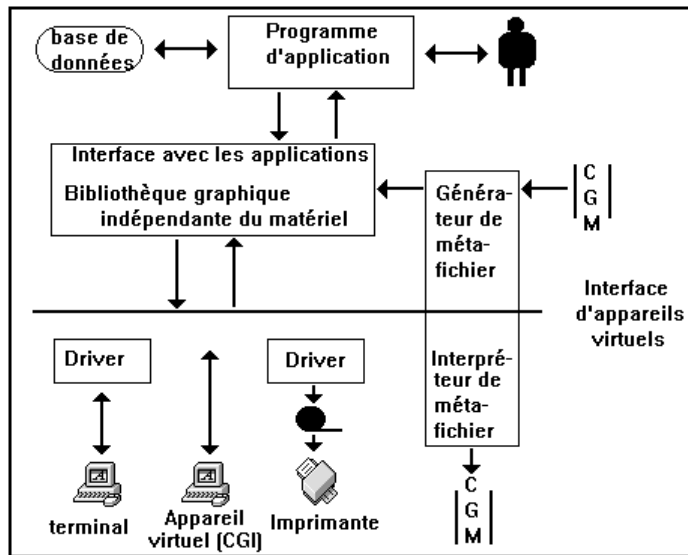 base de
données
Programme
d'application
Interface avec les applications
Bibliothèque graphique
indépendante du matériel
Généra-
teur de
méta-
fichier
C
G
M
Interface
d'appareils
virtuels
Driver
Driver
Interpré-
teur de
méta-
fichier
A
A
terminal
Appareil
virtuel (CGI)
Imprimante
C
G
M